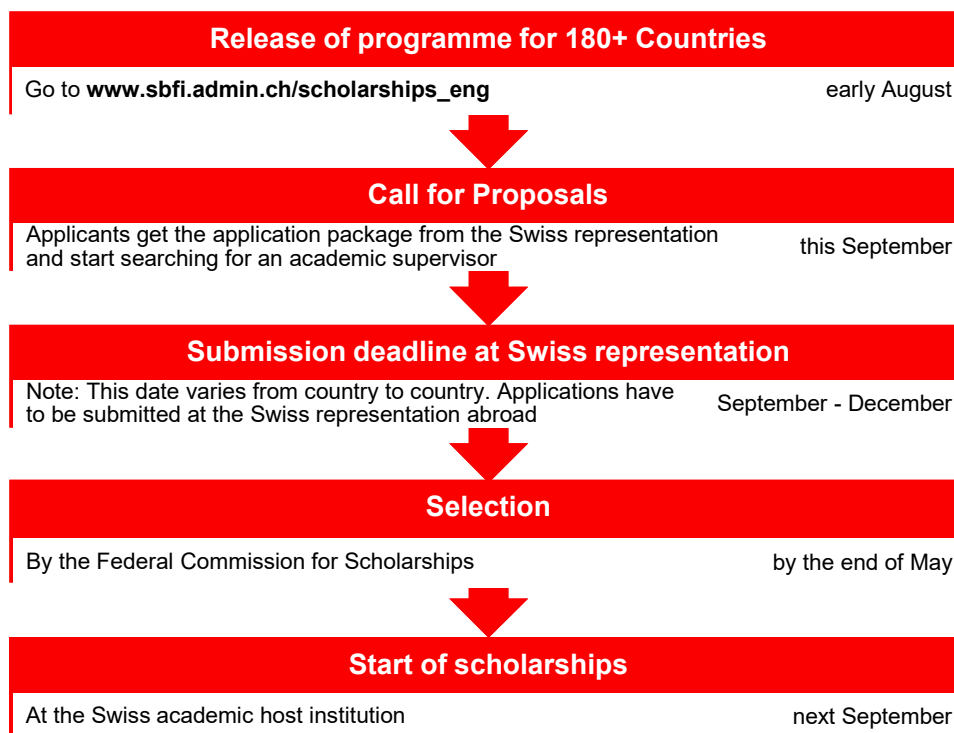 Release of programme for 180+ Countries
Go to www.sbfi.admin.ch/scholarships_eng early August
Call for Proposals
Applicants get the application package from the Swiss representation
and start searching for an academic supervisor
this September
Submission deadline at Swiss representation
Note: This date varies from country to country. Applications have
to be submitted at the Swiss representation abroad
September - December
Selection
By the Federal Commission for Scholarships by the end of May
Start of scholarships
At the Swiss academic host institution next September